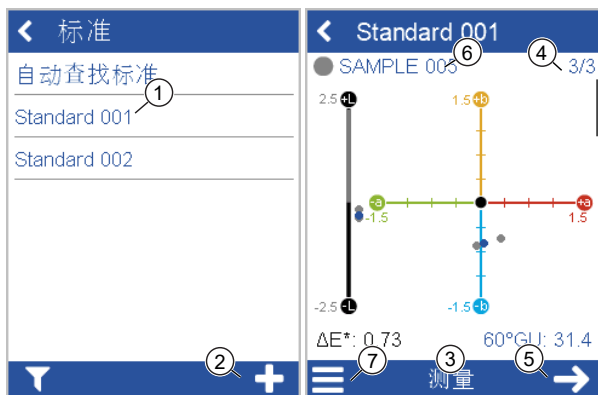 标准
自动查找标准
1
Standard 001
Standard 002
2
Standard 001
6
4
SAMPLE 005
3/3
2.5 +L
1.5 +b
-a
+a
-1.5
1.5
-2.5 -L
-1.5 -b
ΔE*: 0.73
60°GU: 31.4
7
3
5
测量